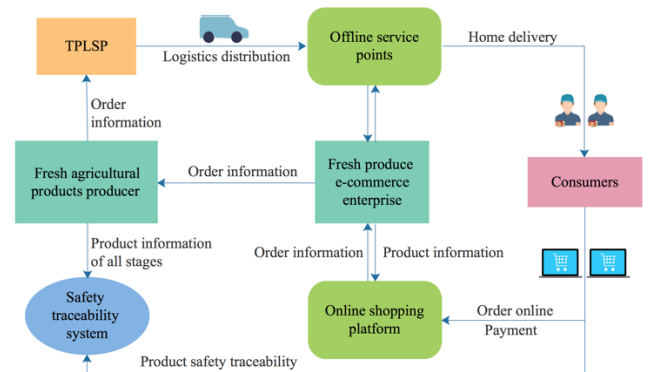 TPLSP
Logistics distribution
Offline service
points
Home delivery
Order
information
Fresh agricultural
products producer
Order information
Fresh produce
e-commerce
enterprise
Consumers
Product information
of all stages
Order information
Product information
Safety
traceability
system
Online shopping
platform
Order online
Payment
Product safety traceability